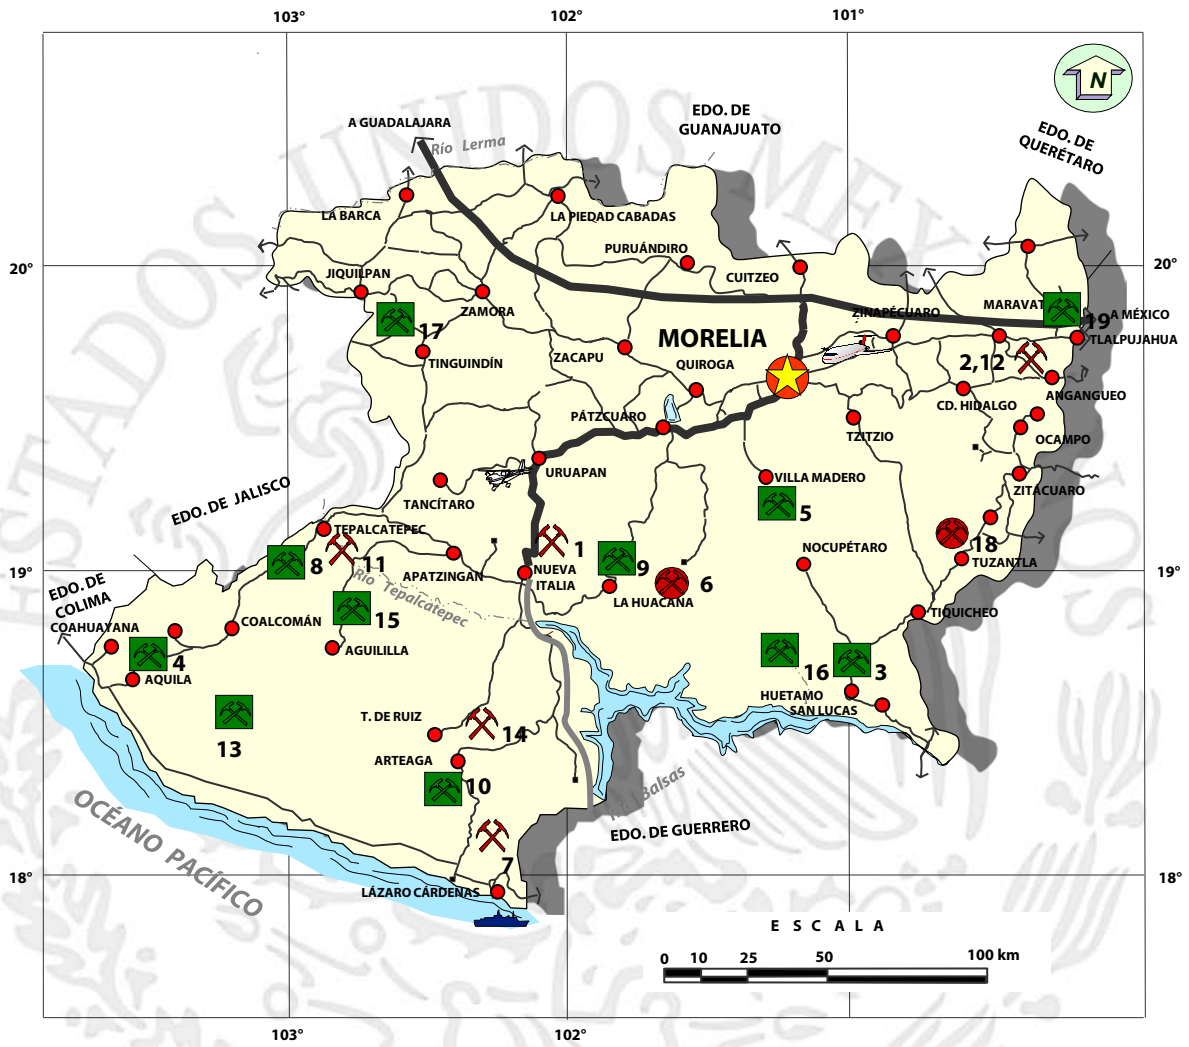 103°
102°
101°
N
EDO. DE
GUANAJUATO
A GUADALAJARA
Río Lerma
EDO. DE
QUERÉTARO
ESTADOS UNIDOS MEX
LA BARCA
LA PIEDAD CABADAS
PURUÁNDIRO
CUITZEO
20°
20°
JIQUILPAN
ZAMORA
ZINAPÉCUARO
MARAVAT
A MÉXICO
19
TLALPUJAHUA
17
TINGUINDÍN
ZACAPU
MORELIA
QUIROGA
2,12
ANGANGUEO
CD. HIDALGO
PÁTZCUARO
TZITZIO
OCAMPO
URUAPAN
VILLA MADERO
ZITACUARO
EDO. DE JALISCO
TANCÍTARO
5
TEPALCATEPEC
1
NOCUPÉTARO
18
8
11
APATZINGAN
NUEVA
ITALIA
9
6
TUZANTLA
19°
19°
EDO. DE
COLIMA
Río Tepalcatepec
LA HUACANA
TIQUICHEO
COAHUAYANA
COALCOMÁN
15
AGUILILLA
4
AQUILA
16
3
HUETAMO
SAN LUCAS
T. DE RUIZ
14
13
ARTEAGA
10
Balsas
EDO. DE GUERRERO
OCÉANO PACÍFICO
7
18°
18°
LÁZARO CÁRDENAS
E S C A L A
0 10 25 50 100 km
103°
102°
101°